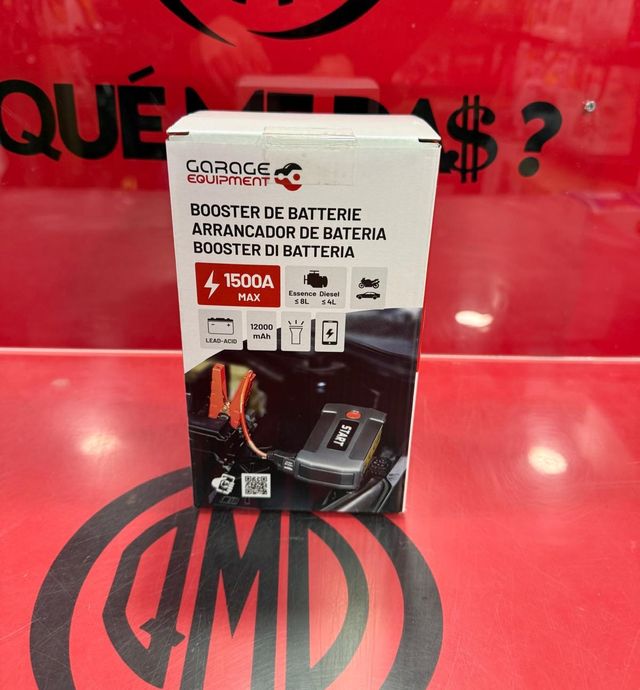 ¿QUÉ ME DA$?
GARAGE
EQUIPMENT
BOOSTER DE BATTERIE
ARRANCADOR DE BATERIA
BOOSTER DI BATTERIA
1500A
MAX
Essence Diesel
≤ 8L ≤ 4L
LEAD-ACID
12000
mAh
START
QMD